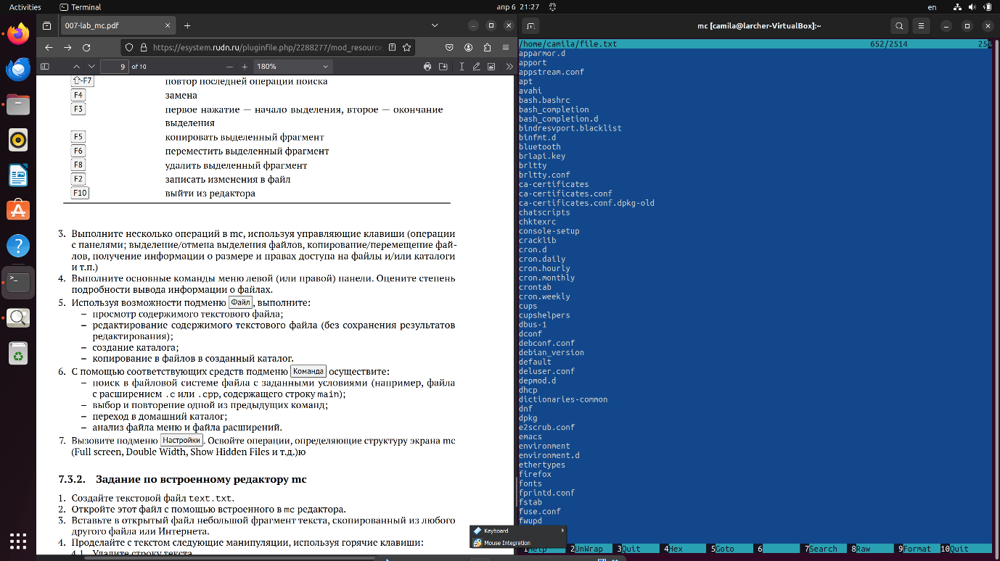 Activities
Terminal
апр 6 21:27
en
007-lab_mc.pdf
mc [camila@larcher-VirtualBox]:~
https://esystem.rudn.ru/pluginfile.php/2288277/mod_resource
9 of 10
180%
⇧-F7 повтор последней операции поиска
F4 замена
F3 первое нажатие — начало выделения, второе — окончание
выделения
F5 копировать выделенный фрагмент
F6 переместить выделенный фрагмент
F8 удалить выделенный фрагмент
F2 записать изменения в файл
F10 выйти из редактора
3. Выполните несколько операций в mc, используя управляющие клавиши (операции
с панелями; выделение/отмена выделения файлов, копирование/перемещение фай-
лов, получение информации о размере и правах доступа на файлы и/или каталоги
и т.п.)
4. Выполните основные команды меню левой (или правой) панели. Оцените степень
подробности вывода информации о файлах.
5. Используя возможности подменю Файл, выполните:
– просмотр содержимого текстового файла;
– редактирование содержимого текстового файла (без сохранения результатов
редактирования);
– создание каталога;
– копирование в файлов в созданный каталог.
6. С помощью соответствующих средств подменю Команда осуществите:
– поиск в файловой системе файла с заданными условиями (например, файла
с расширением .c или .cpp, содержащего строку main);
– выбор и повторение одной из предыдущих команд;
– переход в домашний каталог;
– анализ файла меню и файла расширений.
7. Вызовите подменю Настройки. Освойте операции, определяющие структуру экрана mc
(Full screen, Double Width, Show Hidden Files и т.д.)ю
7.3.2. Задание по встроенному редактору mc
1. Создайте текстовой файл text.txt.
2. Откройте этот файл с помощью встроенного в mc редактора.
3. Вставьте в открытый файл небольшой фрагмент текста, скопированный из любого
другого файла или Интернета.
4. Проделайте с текстом следующие манипуляции, используя горячие клавиши:
4.1. Удалите строку текста.
Keyboard
Mouse Integration
/home/camila/file.txt 652/2514 25%
apparmor.d
apport
appstream.conf
apt
avahi
bash.bashrc
bash_completion
bash_completion.d
bindresvport.blacklist
binfmt.d
bluetooth
brlapi.key
brltty
brltty.conf
ca-certificates
ca-certificates.conf
ca-certificates.conf.dpkg-old
chatscripts
chktexrc
console-setup
cracklib
cron.d
cron.daily
cron.hourly
cron.monthly
crontab
cron.weekly
cups
cupshelpers
dbus-1
dconf
debconf.conf
debian_version
default
deluser.conf
depmod.d
dhcp
dictionaries-common
dnf
dpkg
e2scrub.conf
emacs
environment
environment.d
ethertypes
firefox
fonts
fprintd.conf
fstab
fuse.conf
fwupd
1Help 2UnWrap 3Quit 4Hex 5Goto 6 7Search 8Raw 9Format 10Quit